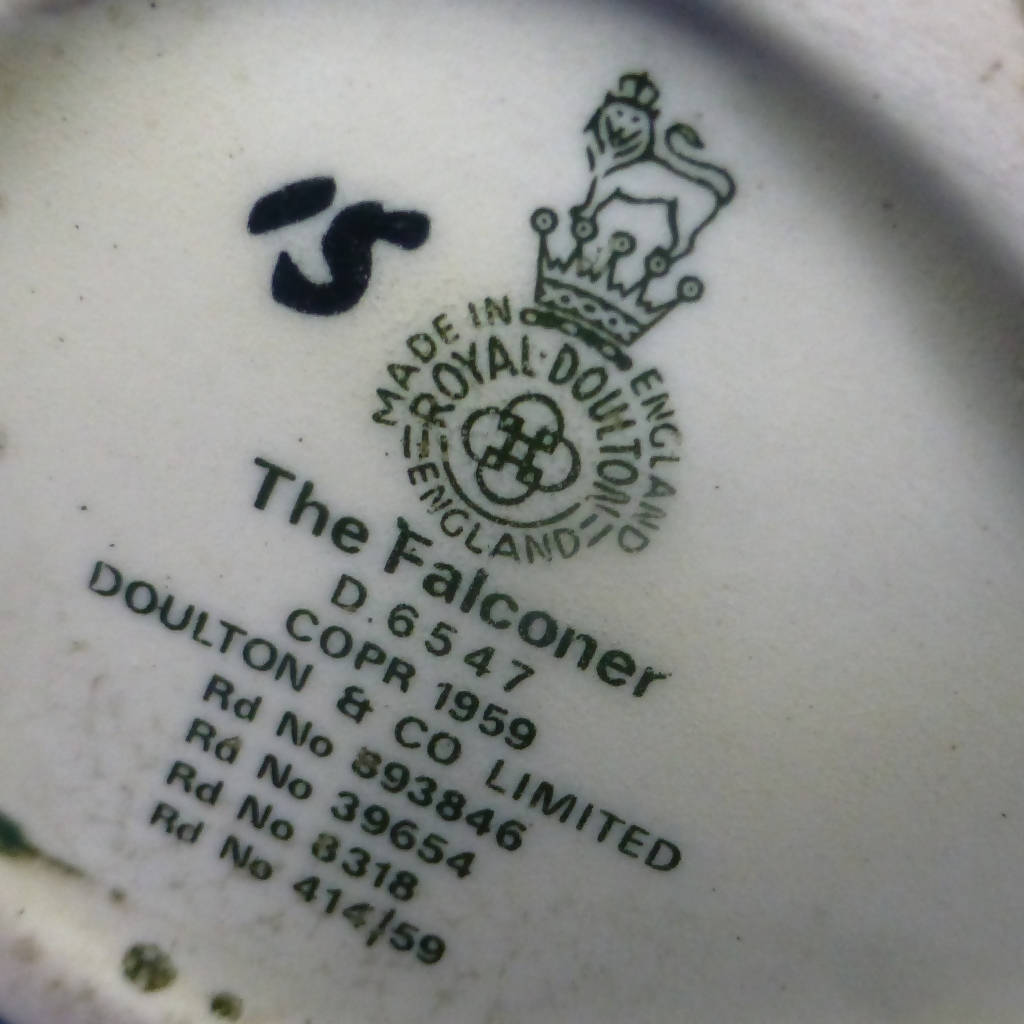 MADE IN ENGLAND
ROYAL·DOULTON
ENGLAND
The Falconer
D.6547
COPR 1959
DOULTON & CO LIMITED
Rd No 893846
Rd No 39654
Rd No 8318
Rd No 414/59